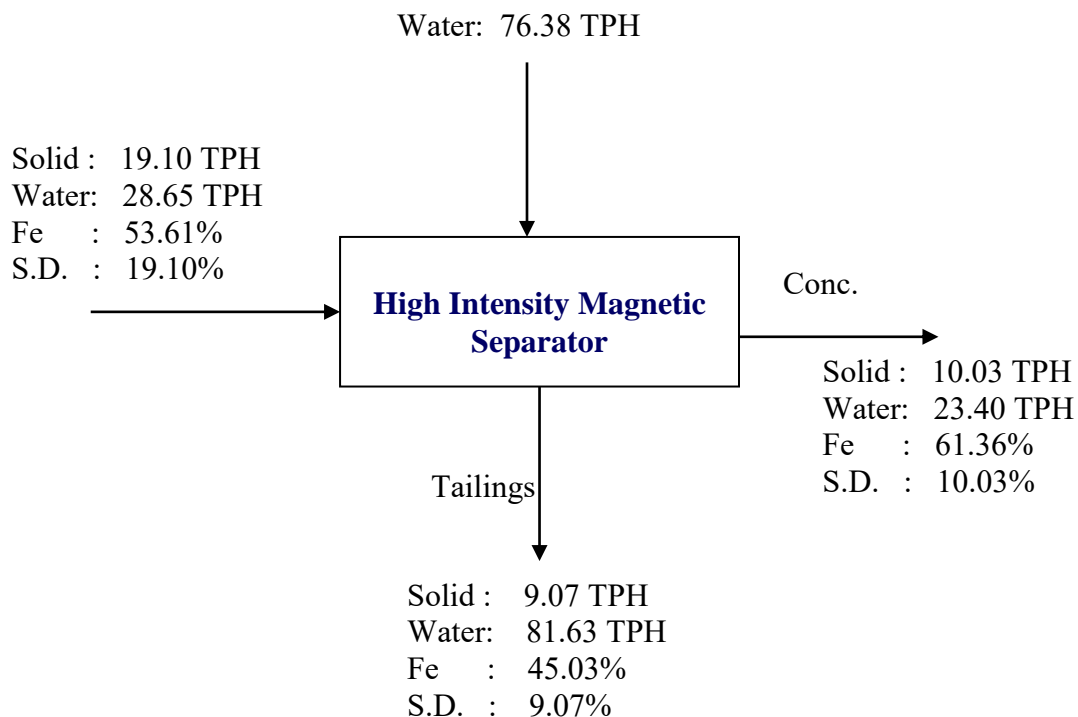 Water: 76.38 TPH
Solid : 19.10 TPH
Water: 28.65 TPH
Fe : 53.61%
S.D. : 19.10%
High Intensity Magnetic
Separator
Conc.
Solid : 10.03 TPH
Water: 23.40 TPH
Fe : 61.36%
S.D. : 10.03%
Tailings
Solid : 9.07 TPH
Water: 81.63 TPH
Fe : 45.03%
S.D. : 9.07%